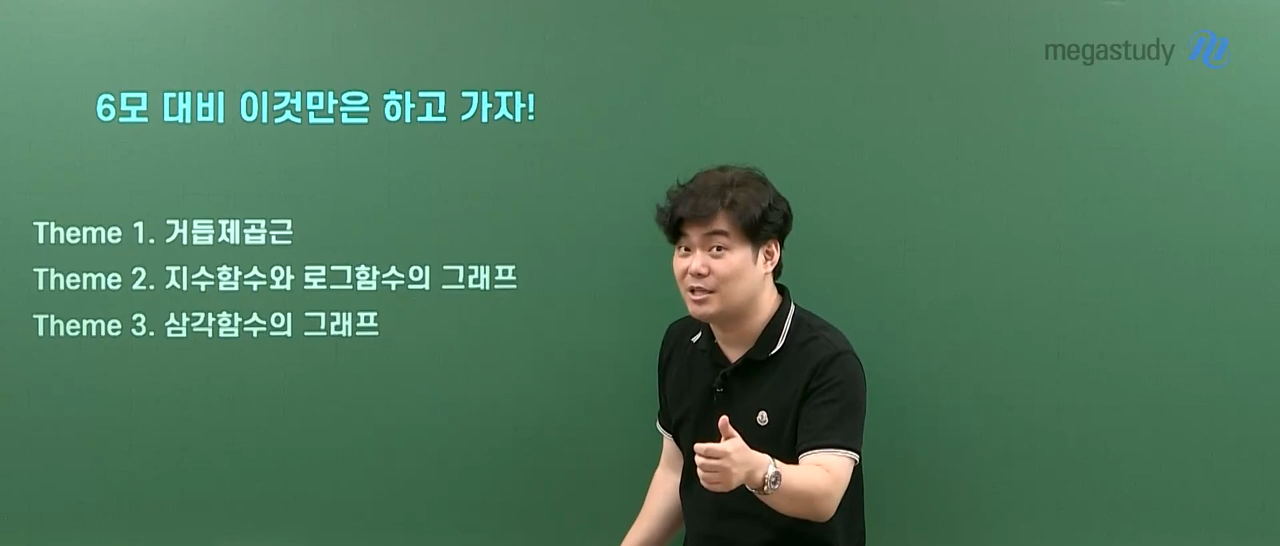 megastudy
6모 대비 이것만은 하고 가자!
Theme 1. 거듭제곱근
Theme 2. 지수함수와 로그함수의 그래프
Theme 3. 삼각함수의 그래프